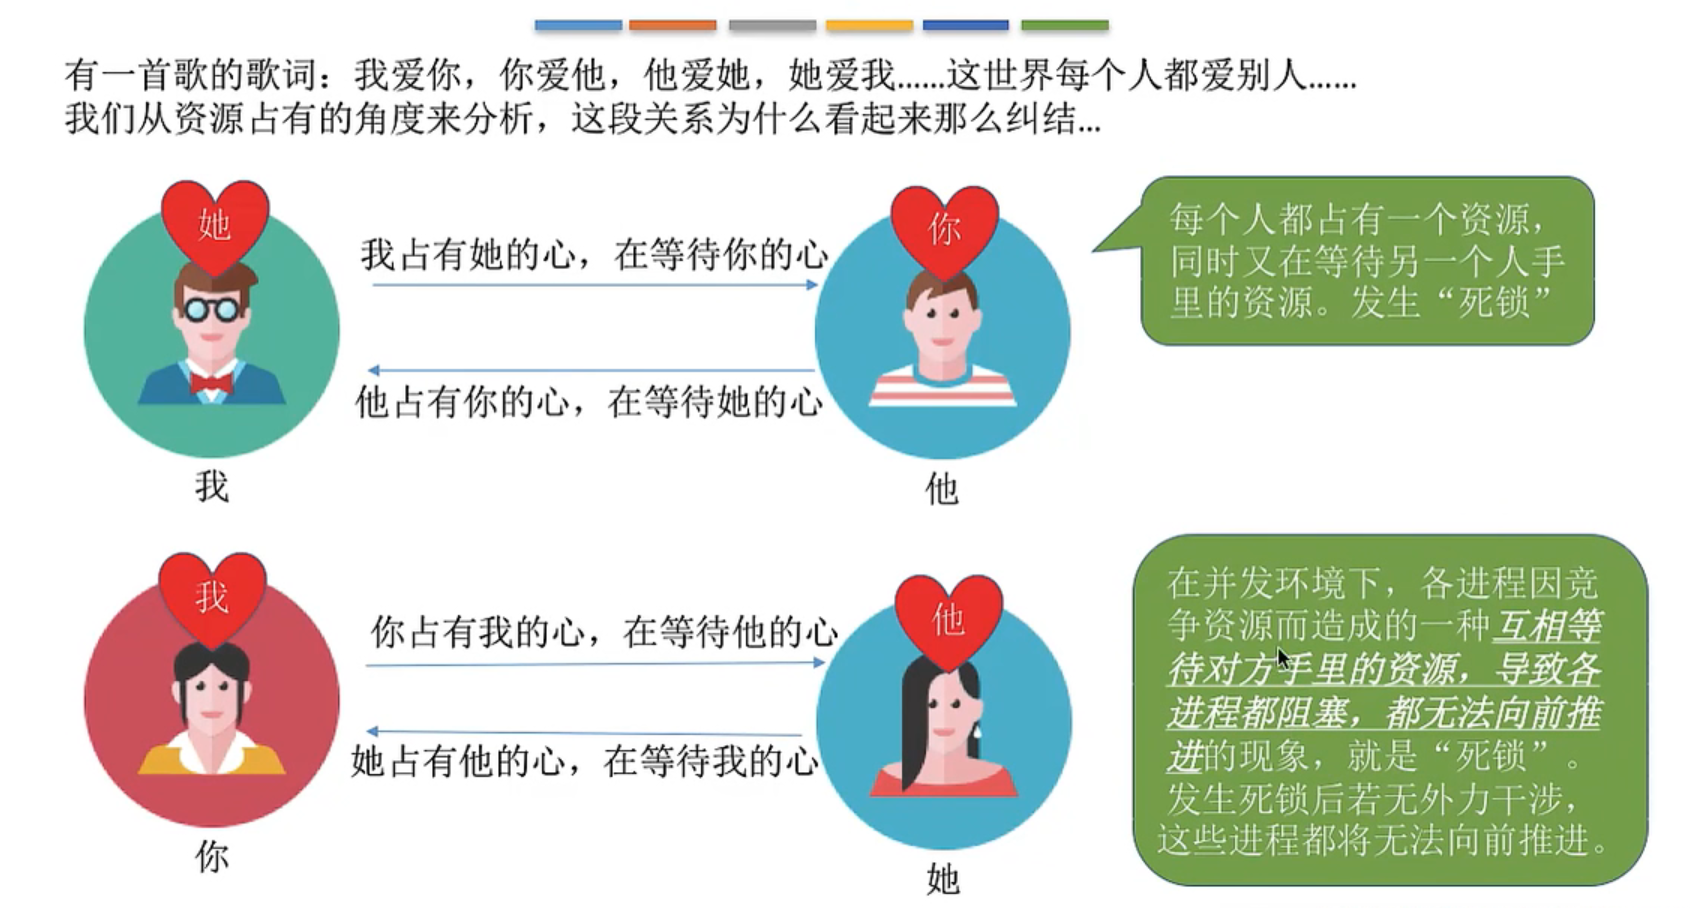 有一首歌的歌词：我爱你，你爱他，他爱她，她爱我……这世界每个人都爱别人……
我们从资源占有的角度来分析，这段关系为什么看起来那么纠结…
她
我占有她的心，在等待你的心
他占有你的心，在等待她的心
我
你
他
每个人都占有一个资源，
同时又在等待另一个人手
里的资源。发生“死锁”
我
你占有我的心，在等待他的心
她占有他的心，在等待我的心
你
他
她
在并发环境下，各进程因竞
争资源而造成的一种互相等
待对方手里的资源，导致各
进程都阻塞，都无法向前推
进的现象，就是“死锁”。
发生死锁后若无外力干涉，
这些进程都将无法向前推进。